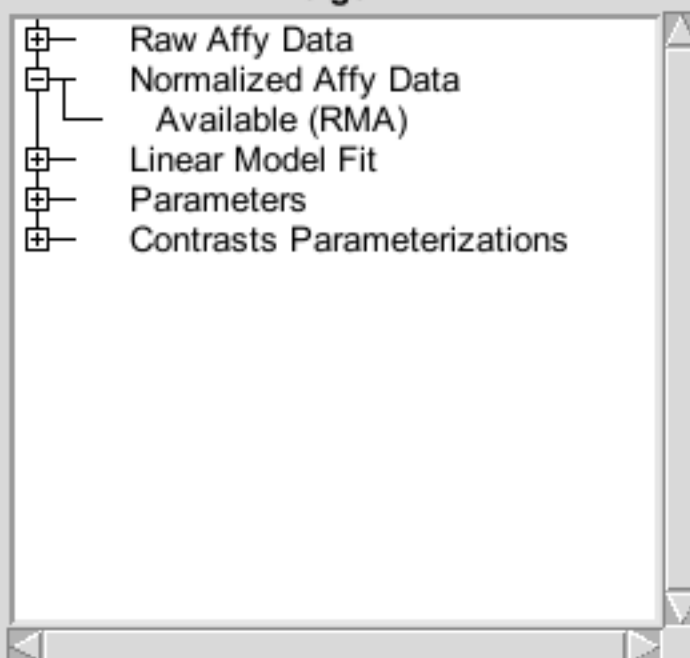 Raw Affy Data
Normalized Affy Data
Available (RMA)
Linear Model Fit
Parameters
Contrasts Parameterizations